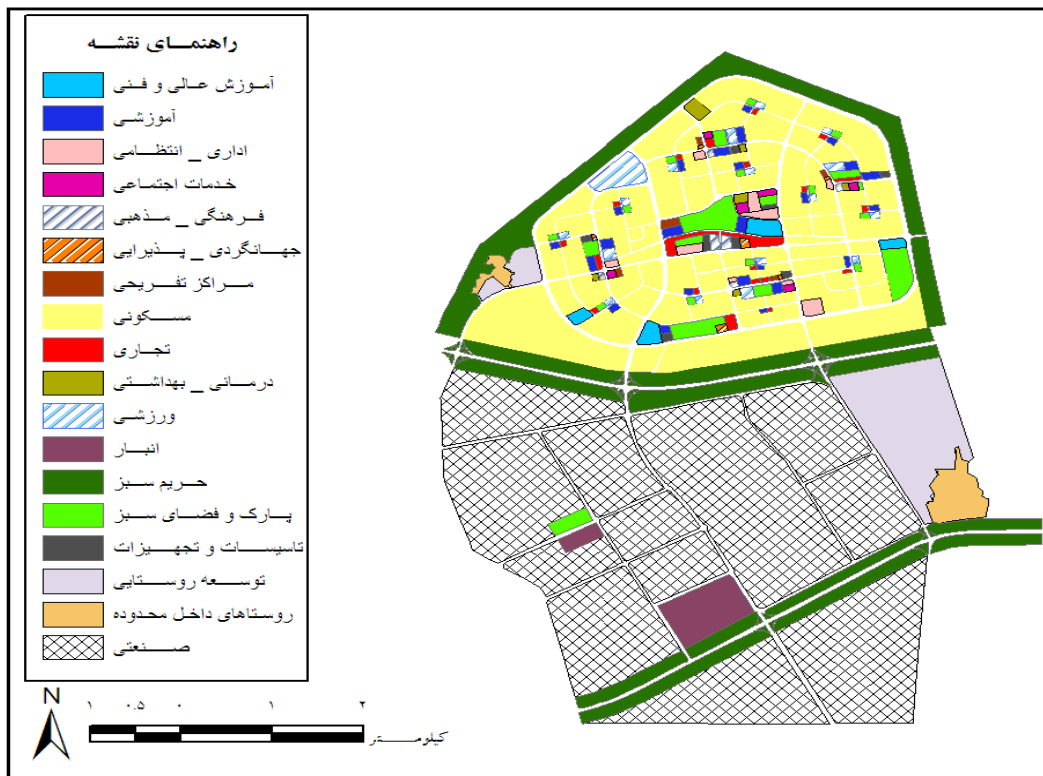 راهنمای نقشه
آموزش عالی و فنی
آموزشی
اداری _ انتظامی
خدمات اجتماعی
فرهنگی _ مذهبی
جهانگردی _ پذیرایی
مراکز تفریحی
مسکونی
تجاری
درمانی _ بهداشتی
ورزشی
انبار
حریم سبز
پارک و فضای سبز
تاسیسات و تجهیزات
توسعه روستایی
روستاهای داخل محدوده
صنعتی
N
۱ ۰.۵ ۰ ۱ ۲
کیلومتر